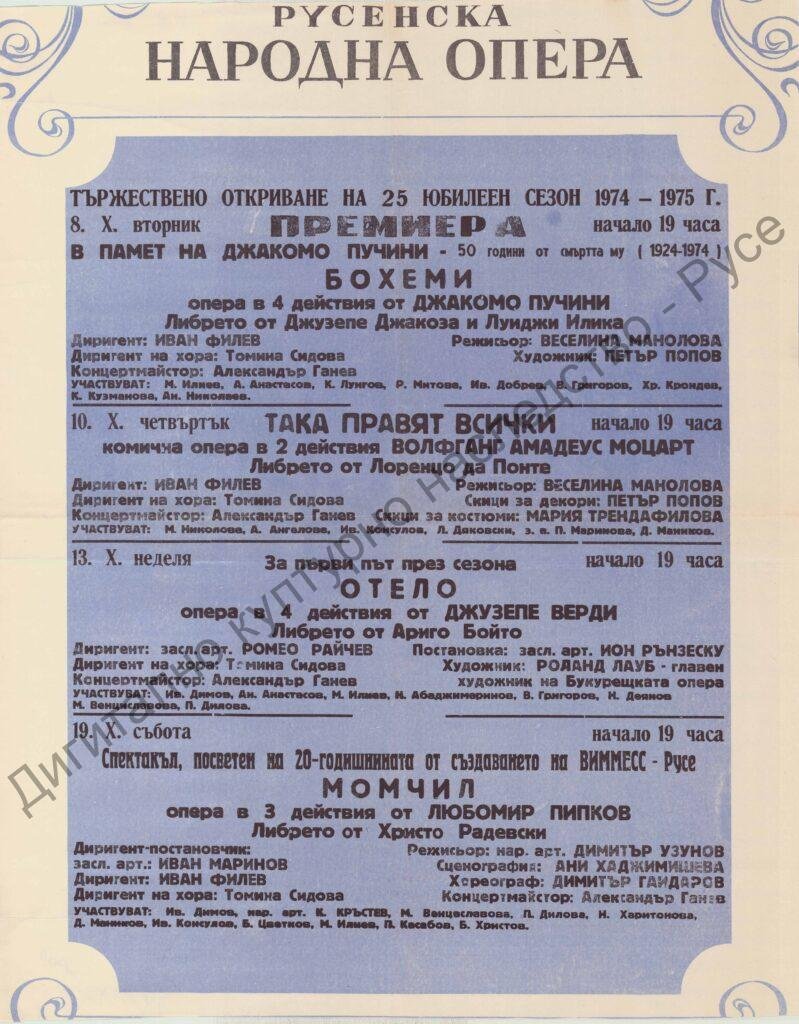 РУСЕНСКА
НАРОДНА ОПЕРА
ТЪРЖЕСТВЕНО ОТКРИВАНЕ НА 25 ЮБИЛЕЕН СЕЗОН 1974 – 1975 Г.
8. X. вторник ПРЕМИЕРА начало 19 часа
В ПАМЕТ НА ДЖАКОМО ПУЧИНИ - 50 години от смъртта му (1924-1974)
БОХЕМИ
опера в 4 действия от ДЖАКОМО ПУЧИНИ
Либрето от Джузепе Джакоза и Луиджи Илика
Диригент: ИВАН ФИЛЕВ Режисьор: ВЕСЕЛИНА МАНОЛОВА
Диригент на хора: Томина Сидова Художник: ПЕТЪР ПОПОВ
Концертмайстор: Александър Ганев
УЧАСТВУВАТ: М. Илиев, А. Анастасов, К. Лунгов, Р. Митова, Ив. Добрев, В. Григоров, Хр. Крондев,
К. Кузманова, Ан. Николаев.
10. X. четвъртък ТАКА ПРАВЯТ ВСИЧКИ начало 19 часа
комична опера в 2 действия ВОЛФГАНГ АМАДЕУС МОЦАРТ
Либрето от Лоренцо да Понте
Диригент: ИВАН ФИЛЕВ Режисьор: ВЕСЕЛИНА МАНОЛОВА
Диригент на хора: Томина Сидова Скици за декори: ПЕТЪР ПОПОВ
Концертмайстор: Александър Ганев Скици за костюми: МАРИЯ ТРЕНДАФИЛОВА
УЧАСТВУВАТ: М. Николова, А. Ангелова, Ив. Консулов, Л. Даковски, з. а. П. Маринова, Д. Маников.
13. X. неделя За първи път през сезона начало 19 часа
ОТЕЛО
опера в 4 действия от ДЖУЗЕПЕ ВЕРДИ
Либрето от Ариго Бойто
Диригент: засл. арт. РОМЕО РАЙЧЕВ Постановка: засл. арт. ИОН РЪНЗЕСКУ
Диригент на хора: Томина Сидова Художник: РОЛАНД ЛАУБ - главен
Концертмайстор: Александър Ганев художник на Букурещката опера
УЧАСТВУВАТ: Ив. Димов, Ан. Анастасов, М. Илиев, Н. Абаджимаринов, В. Григоров, Н. Деянов
М. Венциславова, П. Дилова.
19. X. събота начало 19 часа
Спектакъл, посветен на 20-годишнината от създаването на ВИММЕСС - Русе
МОМЧИЛ
опера в 3 действия от ЛЮБОМИР ПИПКОВ
Либрето от Христо Радевски
Диригент-постановчик: Режисьор: нар. арт. ДИМИТЪР УЗУНОВ
засл. арт.: ИВАН МАРИНОВ Сценография: АНИ ХАДЖИМИШЕВА
Диригент: ИВАН ФИЛЕВ Хореограф: ДИМИТЪР ГАИДАРОВ
Диригент на хора: Томина Сидова Концертмайстор: Александър Ганев
УЧАСТВУВАТ: Ив. Димов, нар. арт. К. КРЪСТЕВ, М. Венцеславова, П. Дилова, Н. Харитонова,
Д. Маников, Ив. Консулов, Б. Цветков, М. Илиев, П. Касабов, Б. Христов.
Дигитално културно наследство - Русе